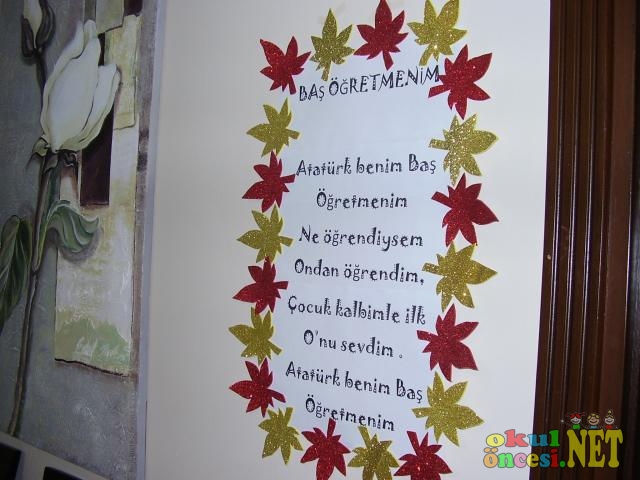 BAŞ ÖĞRETMENİM
Atatürk benim Baş
Öğretmenim
Ne öğrendiysem
Ondan öğrendim,
Çocuk kalbimle ilk
O'nu sevdim .
Atatürk benim Baş
Öğretmenim
okul
öncesi.NET